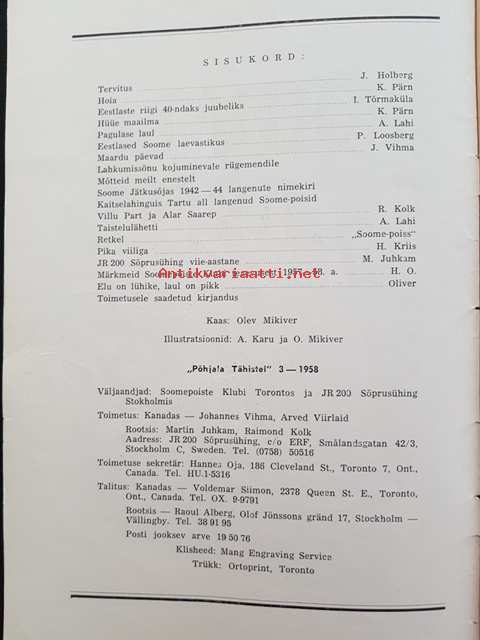 SISUKORD:
Tervitus J. Holberg
Hoia K. Pärn
Eestlaste riigi 40-ndaks juubeliks I. Tõrmaküla
Hüüe maailma K. Pärn
Pagulase laul A. Lahi
Eestlased Soome laevastikus P. Loosberg
Maardu päevad J. Vihma
Lahkumissõnu kojuminevale rügemendile
Mõtteid meilt enestelt
Soome Jätkusõjas 1942—44 langenute nimekiri
Kaitselahinguis Tartu all langenud Soome-poisid
Villu Part ja Alar Saarep R. Kolk
Taistelulähetti A. Lahi
Retkel „Soome-poiss"
Pika viiliga H. Kriis
JR 200 Sõprusühing viie-aastane M. Juhkam
Märkmeid 1957 a. H. O.
Antikvariaatti.net
Elu on lühike, laul on pikk Oliver
Toimetusele saadetud kirjandus
Kaas: Olev Mikiver
Illustratsioonid: A. Karu ja O. Mikiver
„Põhjala Tähistel" 3—1958
Väljaandjad: Soomepoiste Klubi Torontos ja JR 200 Sõprusühing
Stokholmis
Toimetus: Kanadas — Johannes Vihma, Arved Viirlaid
Rootsis: Martin Juhkam, Raimond Kolk
Aadress: JR 200 Sõprusühing, c/o ERF, Smålandsgatan 42/3,
Stockholm C, Sweden. Tel. (0758) 50516
Toimetuse sekretär: Hannes Oja, 186 Cleveland St., Toronto 7, Ont.,
Canada. Tel. HU.1-5316
Talitus: Kanadas — Voldemar Siimon, 2378 Queen St. E., Toronto,
Ont., Canada. Tel. OX. 9-9791
Rootsis — Raoul Alberg, Olof Jönssons gränd 17, Stockholm —
Vällingby. Tel. 38 91 95
Posti jooksev arve 19 50 76
Klisheed: Mang Engraving Service
Trükk: Ortoprint, Toronto